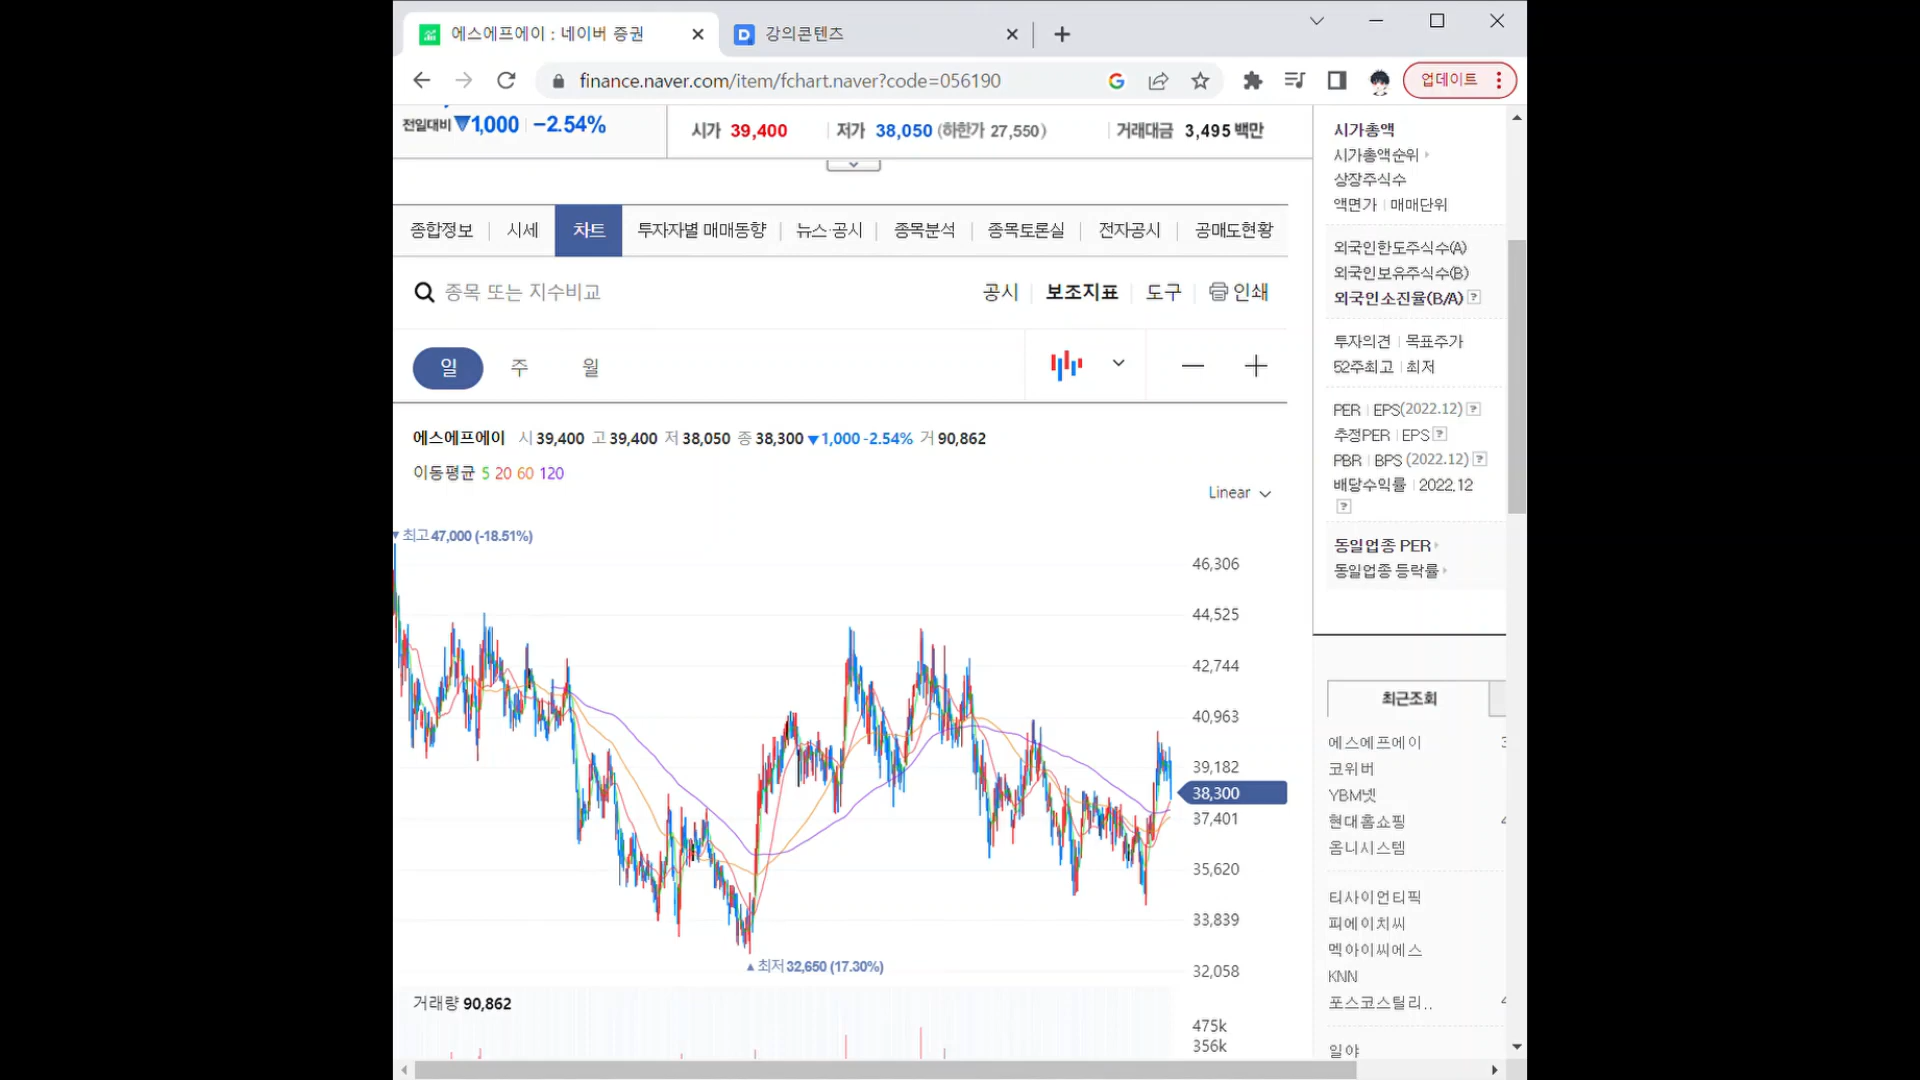 에스에프에이 : 네이버 증권
강의콘텐츠
finance.naver.com/item/fchart.naver?code=056190
업데이트
전일대비 ▼1,000 −2.54%
시가 39,400 저가 38,050 (하한가 27,550) 거래대금 3,495 백만
종합정보 시세 차트 투자자별 매매동향 뉴스·공시 종목분석 종목토론실 전자공시 공매도현황
종목 또는 지수비교
공시 보조지표 도구 인쇄
일 주 월
에스에프에이 시 39,400 고 39,400 저 38,050 종 38,300 ▼1,000 -2.54% 거 90,862
이동평균 5 20 60 120
Linear
▼최고 47,000 (-18.51%)
46,306
44,525
42,744
40,963
39,182
38,300
37,401
35,620
33,839
▲최저 32,650 (17.30%)
32,058
거래량 90,862
475k
356k
시가총액
시가총액순위
상장주식수
액면가 | 매매단위
외국인한도주식수(A)
외국인보유주식수(B)
외국인소진율(B/A) ?
투자의견 | 목표주가
52주최고 | 최저
PER | EPS(2022.12) ?
추정PER | EPS ?
PBR | BPS (2022.12) ?
배당수익률 | 2022.12
?
동일업종 PER
동일업종 등락률
최근조회
에스에프에이
코위버
YBM넷
현대홈쇼핑
옴니시스템
티사이언티픽
피에이치씨
멕아이씨에스
KNN
포스코스틸리..